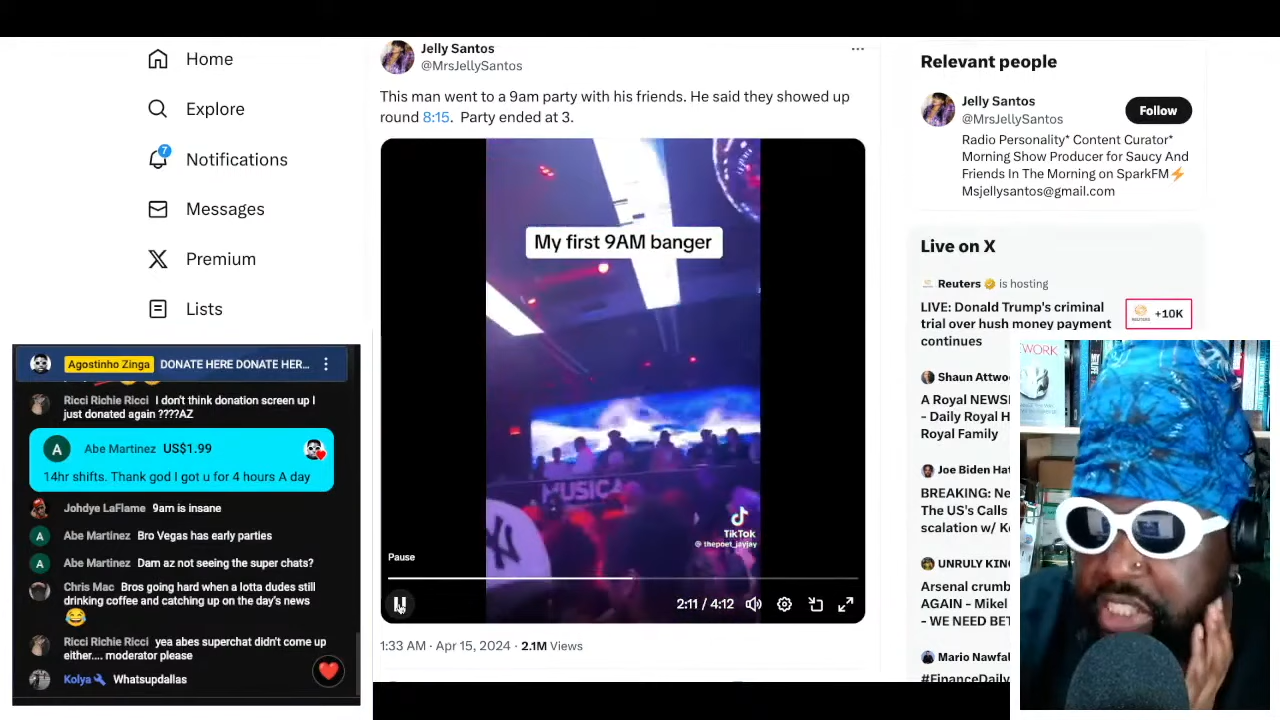 Home
Explore
7
Notifications
Messages
Premium
Lists
Jelly Santos
@MrsJellySantos
This man went to a 9am party with his friends. He said they showed up
round 8:15. Party ended at 3.
My first 9AM banger
MUSICA
TikTok
@thepoet_jayjay
Pause
2:11 / 4:12
1:33 AM · Apr 15, 2024 · 2.1M Views
Relevant people
Jelly Santos
@MrsJellySantos
Follow
Radio Personality* Content Curator*
Morning Show Producer for Saucy And
Friends In The Morning on SparkFM⚡
Msjellysantos@gmail.com
Live on X
Reuters is hosting
LIVE: Donald Trump's criminal
trial over hush money payment
continues
+10K
Shaun Attwoo
A Royal NEWS
- Daily Royal H
Royal Family
Joe Biden Hat
BREAKING: Ne
The US's Calls
scalation w/ K
UNRULY KING
Arsenal crumb
AGAIN - Mikel
- WE NEED BET
Mario Nawfal
#FinanceDaily
WORK
Agostinho Zinga DONATE HERE DONATE HER...
Ricci Richie Ricci I don't think donation screen up I
just donated again ????AZ
A Abe Martinez US$1.99
14hr shifts. Thank god I got u for 4 hours A day
Johdye LaFlame 9am is insane
A Abe Martinez Bro Vegas has early parties
A Abe Martinez Dam az not seeing the super chats?
Chris Mac Bros going hard when a lotta dudes still
drinking coffee and catching up on the day's news
😂
Ricci Richie Ricci yea abes superchat didn't come up
either.... moderator please
Kolya Whatsupdallas